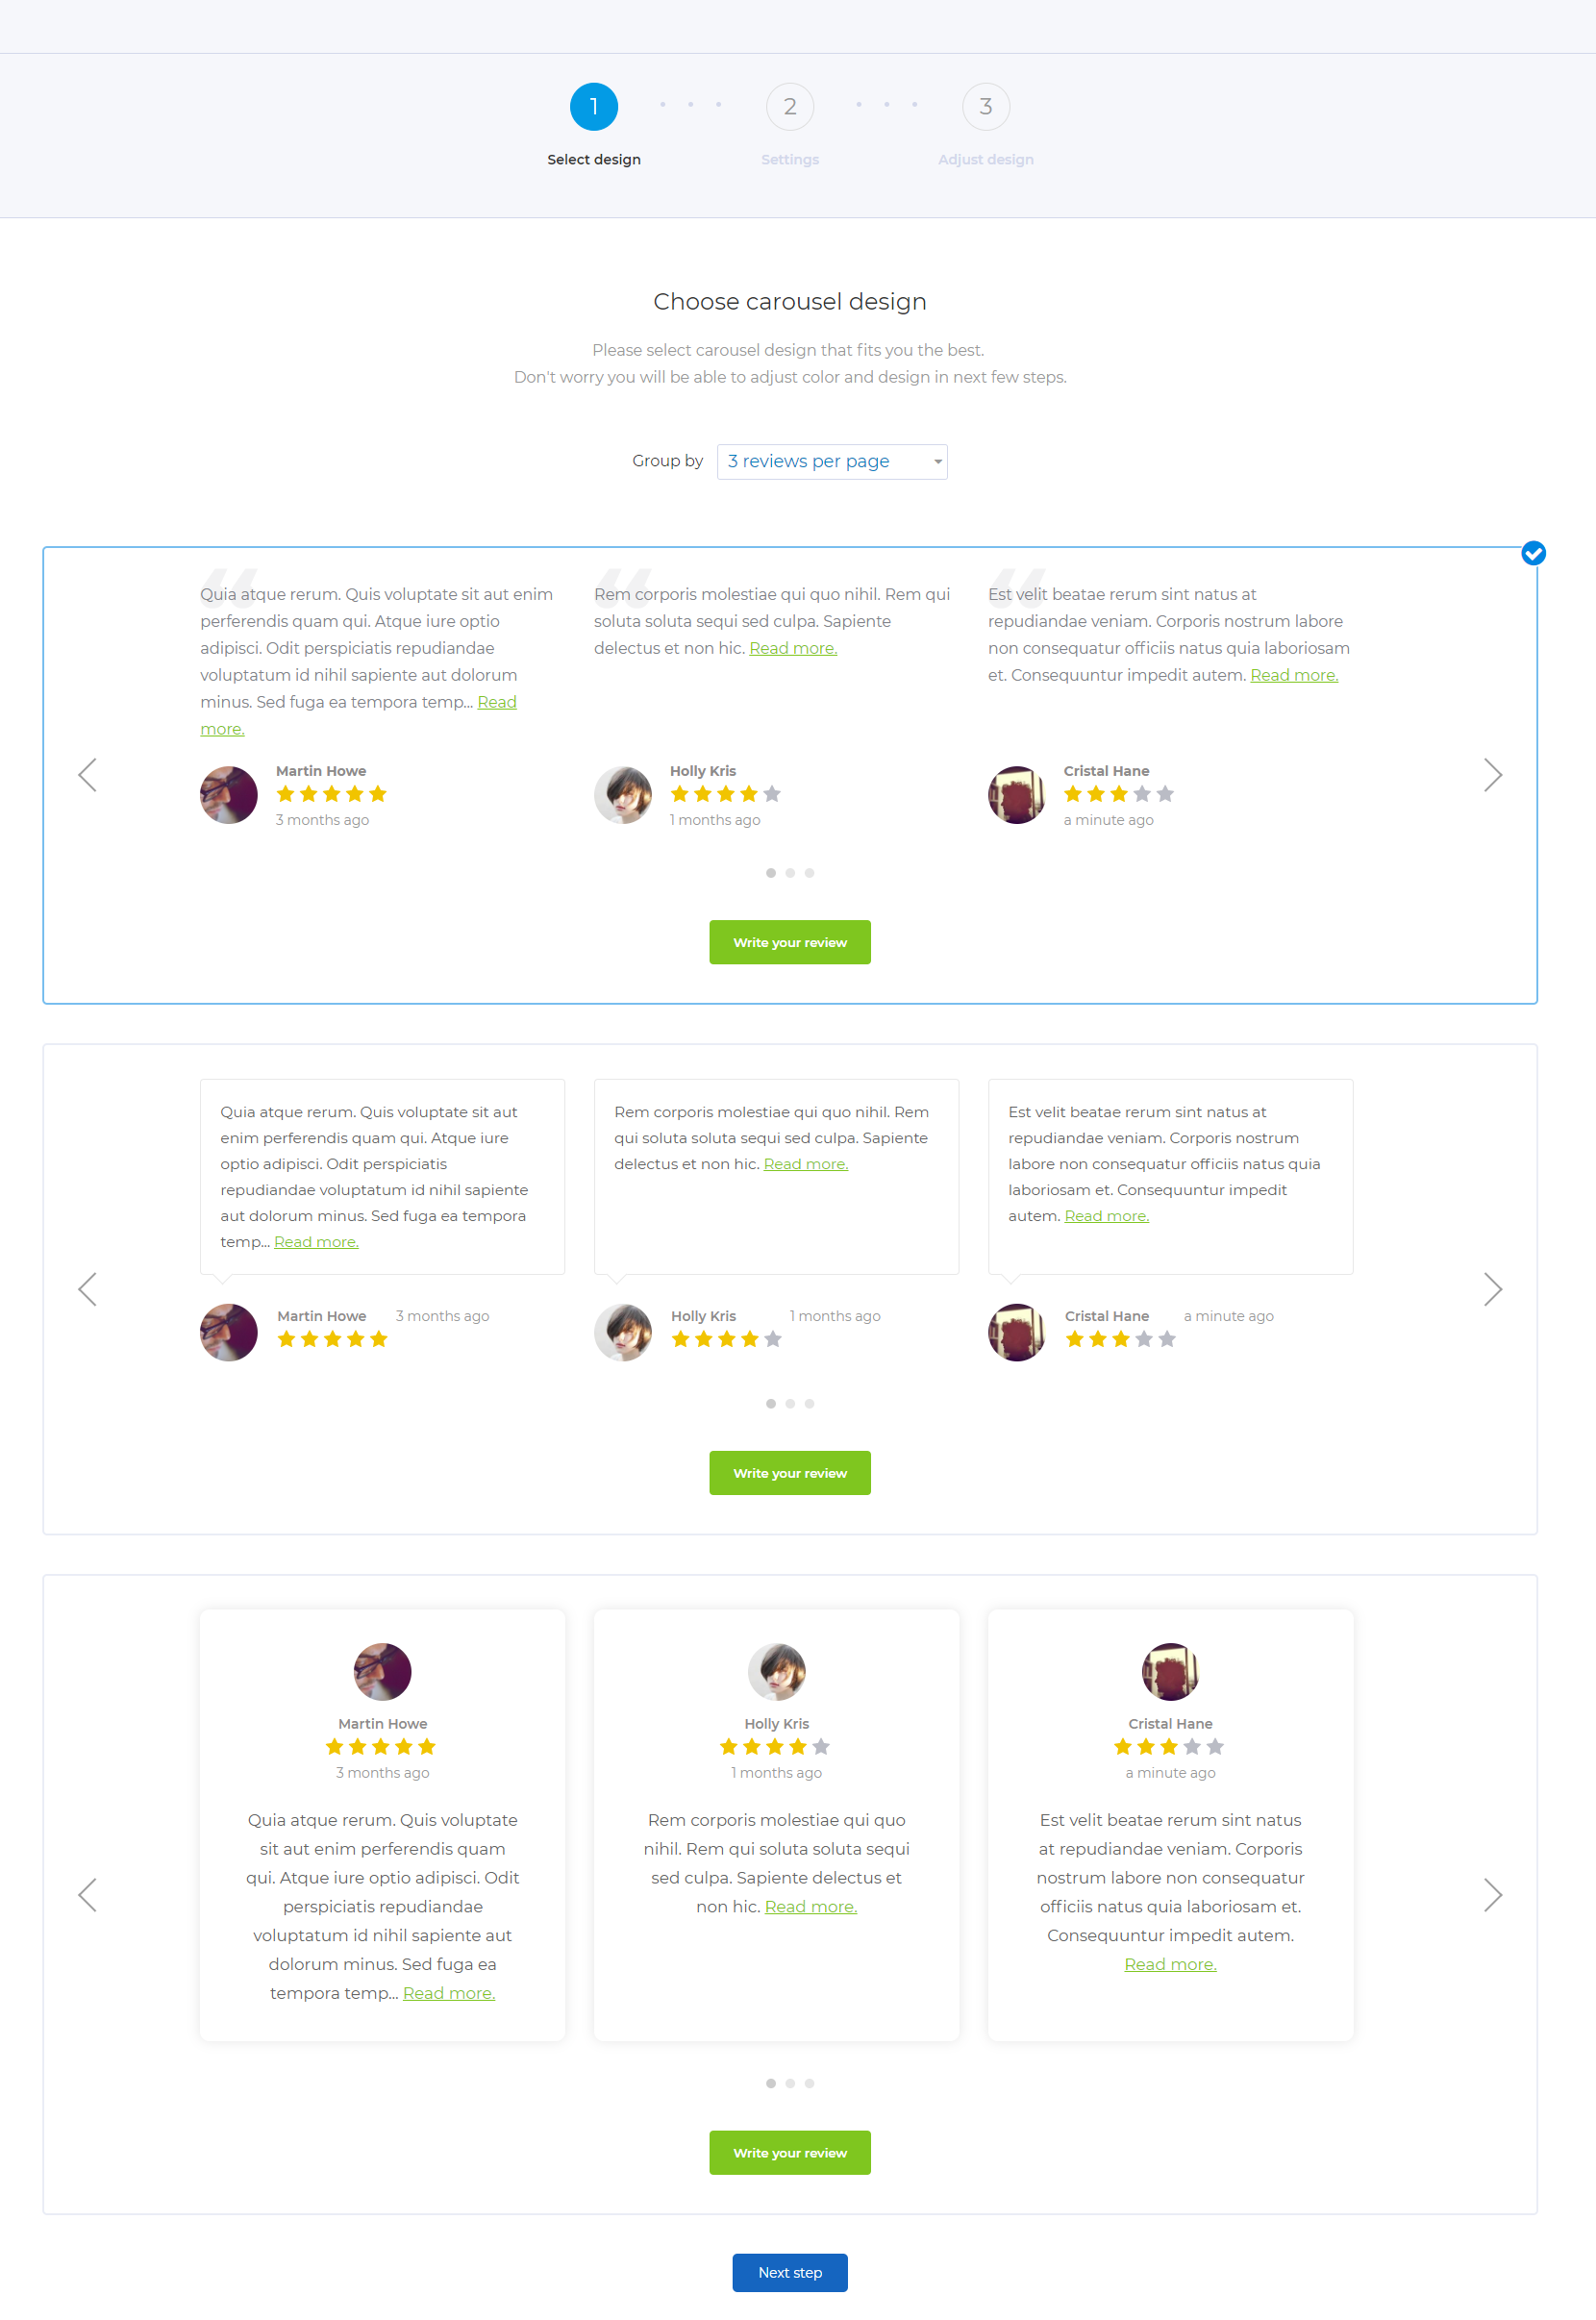 1
2
3
Select design
Settings
Adjust design
Choose carousel design
Please select carousel design that fits you the best.
Don't worry you will be able to adjust color and design in next few steps.
Group by
3 reviews per page
Quia atque rerum. Quis voluptate sit aut enim
perferendis quam qui. Atque iure optio
adipisci. Odit perspiciatis repudiandae
voluptatum id nihil sapiente aut dolorum
minus. Sed fuga ea tempora temp... Read
more.
Martin Howe
3 months ago
Rem corporis molestiae qui quo nihil. Rem qui
soluta soluta sequi sed culpa. Sapiente
delectus et non hic. Read more.
Holly Kris
1 months ago
Est velit beatae rerum sint natus at
repudiandae veniam. Corporis nostrum labore
non consequatur officiis natus quia laboriosam
et. Consequuntur impedit autem. Read more.
Cristal Hane
a minute ago
Write your review
Quia atque rerum. Quis voluptate sit aut
enim perferendis quam qui. Atque iure
optio adipisci. Odit perspiciatis
repudiandae voluptatum id nihil sapiente
aut dolorum minus. Sed fuga ea tempora
temp... Read more.
Martin Howe 3 months ago
Rem corporis molestiae qui quo nihil. Rem
qui soluta soluta sequi sed culpa. Sapiente
delectus et non hic. Read more.
Holly Kris 1 months ago
Est velit beatae rerum sint natus at
repudiandae veniam. Corporis nostrum
labore non consequatur officiis natus quia
laboriosam et. Consequuntur impedit
autem. Read more.
Cristal Hane a minute ago
Write your review
Martin Howe
3 months ago
Quia atque rerum. Quis voluptate
sit aut enim perferendis quam
qui. Atque iure optio adipisci. Odit
perspiciatis repudiandae
voluptatum id nihil sapiente aut
dolorum minus. Sed fuga ea
tempora temp... Read more.
Holly Kris
1 months ago
Rem corporis molestiae qui quo
nihil. Rem qui soluta soluta sequi
sed culpa. Sapiente delectus et
non hic. Read more.
Cristal Hane
a minute ago
Est velit beatae rerum sint natus
at repudiandae veniam. Corporis
nostrum labore non consequatur
officiis natus quia laboriosam et.
Consequuntur impedit autem.
Read more.
Write your review
Next step